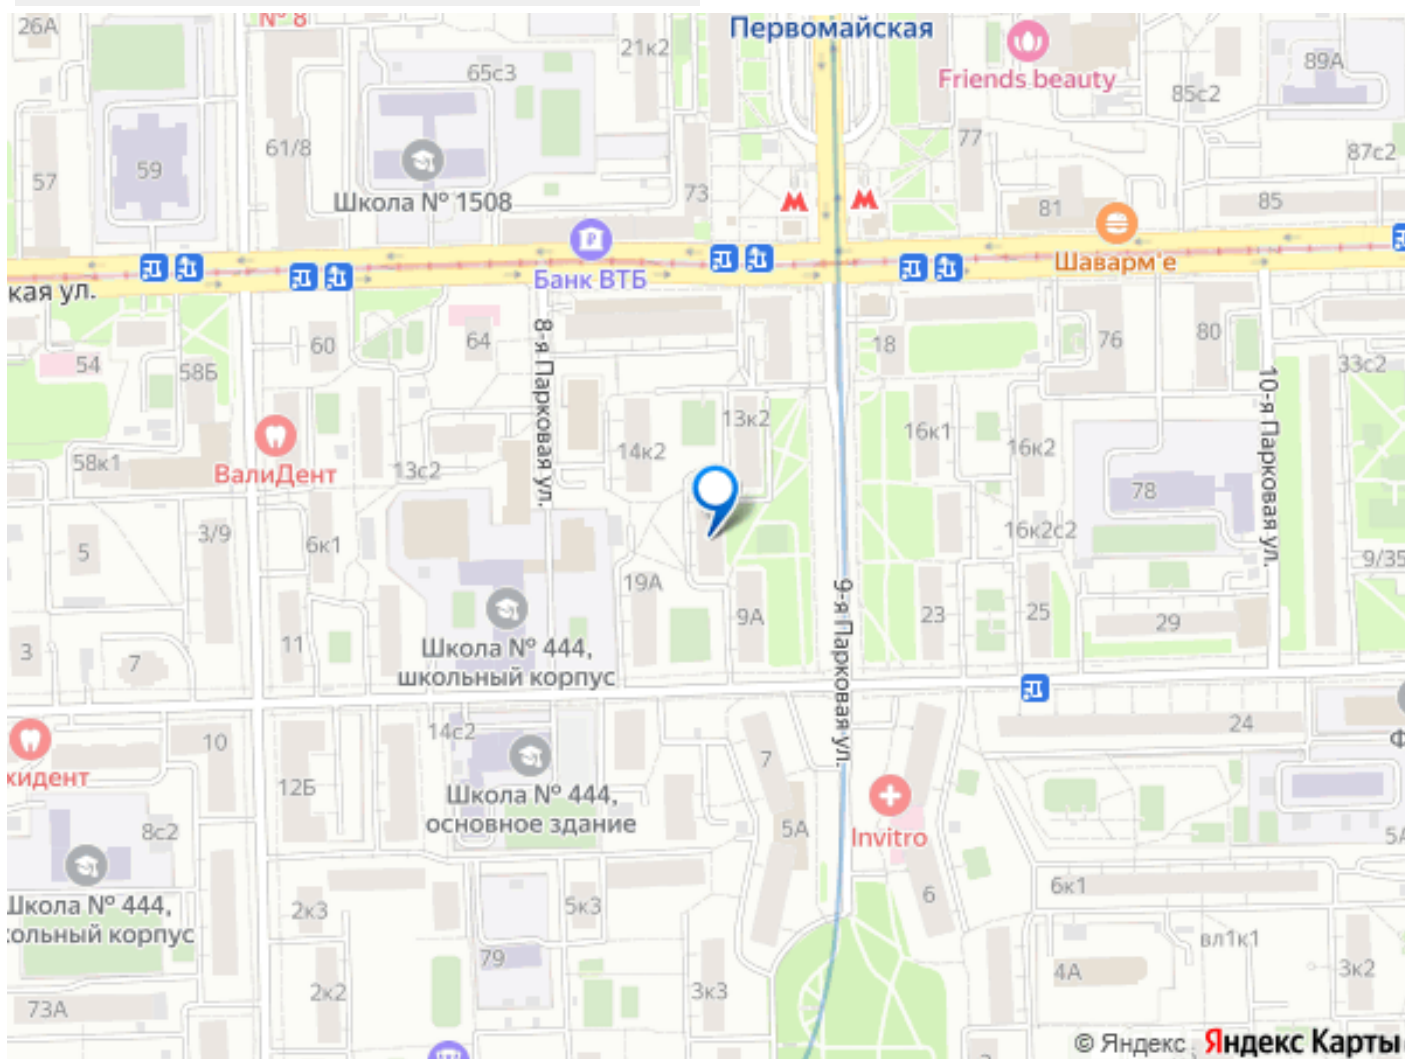 26А
№ 8
21к2
Первомайская
Friends beauty
89А
65с3
85с2
61/8
77
87с2
59
57
Школа № 1508
73
81
85
Банк ВТБ
Шаварм'е
кая ул.
60
64
8-я Парковая ул.
18
76
80
54
58Б
33с2
10-я Парковая ул.
13к2
16к1
16к2
14к2
58к1
ВалиДент
13с2
78
3/9
6к1
16к2с2
5
9/35
19А
9А
9-я Парковая ул.
23
25
29
11
3
7
Школа № 444,
школьный корпус
14с2
10
24
7
хидент
12Б
Школа № 444,
основное здание
5А
Invitro
8с2
5А
6к1
6
Школа № 444,
кольный корпус
2к3
5к3
вл1к1
79
4А
3к2
2к2
3к3
73А
© Яндекс Яндекс Карты